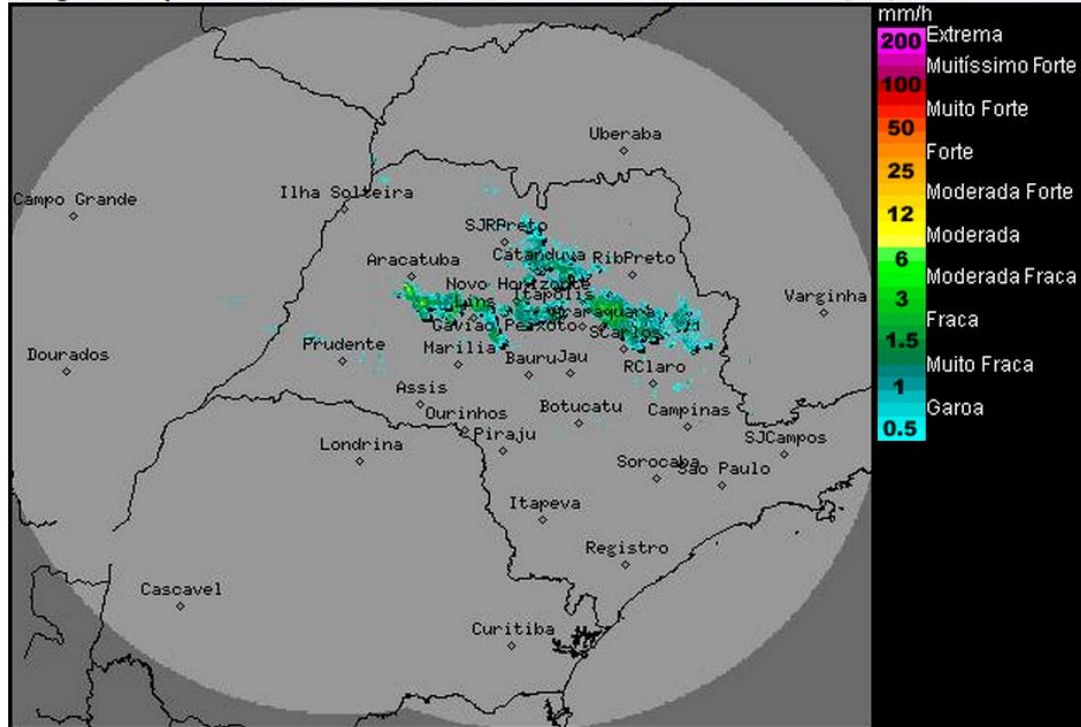 mm/h
200
Extrema
Muitíssimo Forte
100
Muito Forte
50
Forte
25
Moderada Forte
12
Moderada
6
Moderada Fraca
3
Fraca
1.5
Muito Fraca
1
Garoa
0.5
Uberaba
Campo Grande
Ilha Solteira
SJRPreto
Catanduva
Aracatuba
RibPreto
Novo Horizonte
Itapolis
Lins
Araraquara
Gaviao Peixoto
Varginha
SCarlos
Prudente
Marilia
Dourados
Bauru
Jau
RClaro
Assis
Ourinhos
Botucatu
Campinas
Piraju
Londrina
SJCampos
Sorocaba
Sao Paulo
Itapeva
Registro
Cascavel
Curitiba